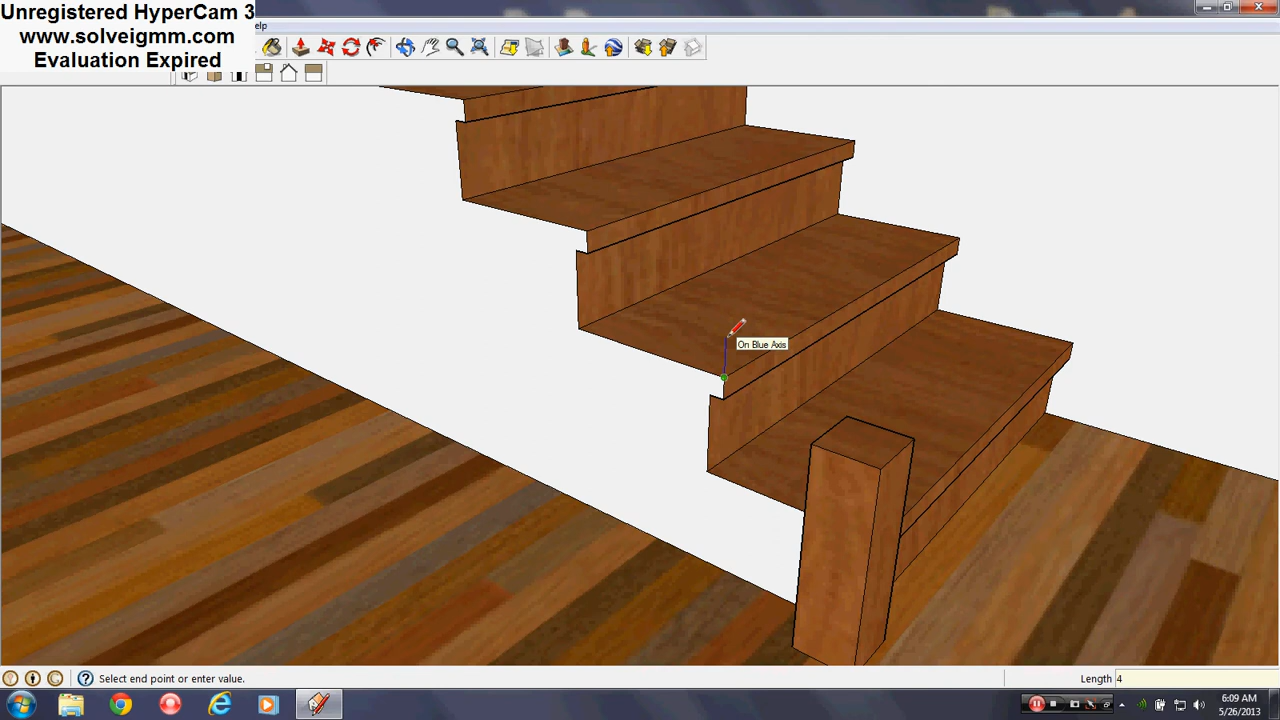 Unregistered HyperCam 3
www.solveigmm.com
Evaluation Expired
elp
On Blue Axis
Select end point or enter value.
Length 4
6:09 AM
5/26/2013